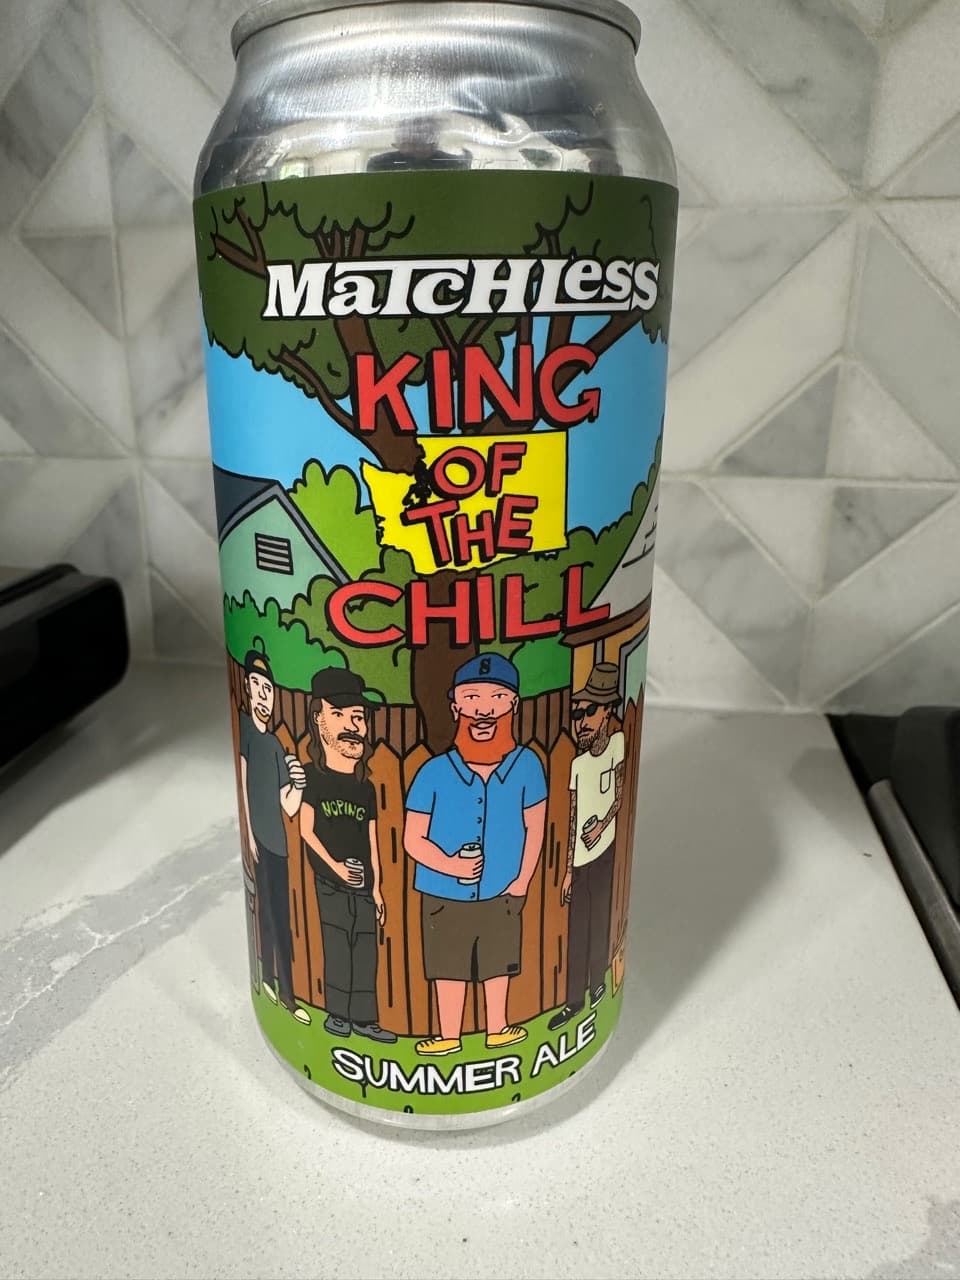 MaTcHLess
KING
OF
THE
CHILL
NOPING
S
SUMMER ALE